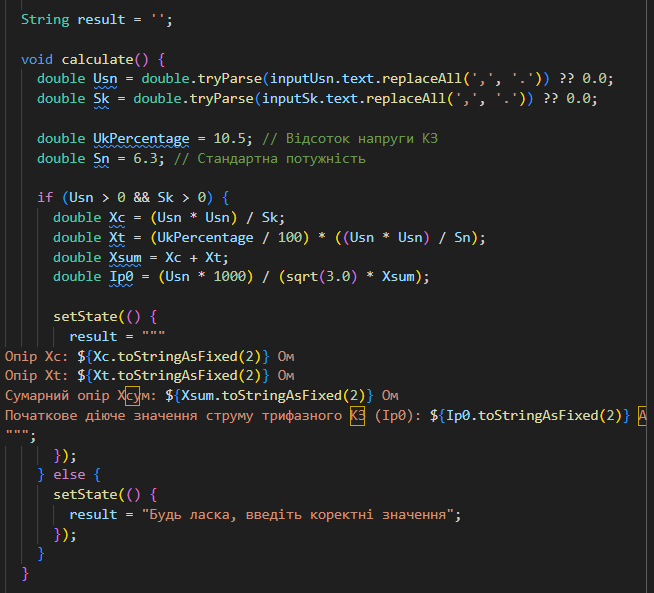 String result = '';
void calculate() {
double Usn = double.tryParse(inputUsn.text.replaceAll(',', '.')) ?? 0.0;
double Sk = double.tryParse(inputSk.text.replaceAll(',', '.')) ?? 0.0;
double UkPercentage = 10.5; // Відсоток напруги КЗ
double Sn = 6.3; // Стандартна потужність
if (Usn > 0 && Sk > 0) {
double Xc = (Usn * Usn) / Sk;
double Xt = (UkPercentage / 100) * ((Usn * Usn) / Sn);
double Xsum = Xc + Xt;
double Ip0 = (Usn * 1000) / (sqrt(3.0) * Xsum);
setState(() {
result = """
Опір Xc: ${Xc.toStringAsFixed(2)} Ом
Опір Xt: ${Xt.toStringAsFixed(2)} Ом
Сумарний опір Xсум: ${Xsum.toStringAsFixed(2)} Ом
Початкове діюче значення струму трифазного КЗ (Ip0): ${Ip0.toStringAsFixed(2)} А
""";
});
} else {
setState(() {
result = "Будь ласка, введіть коректні значення";
});
}
}